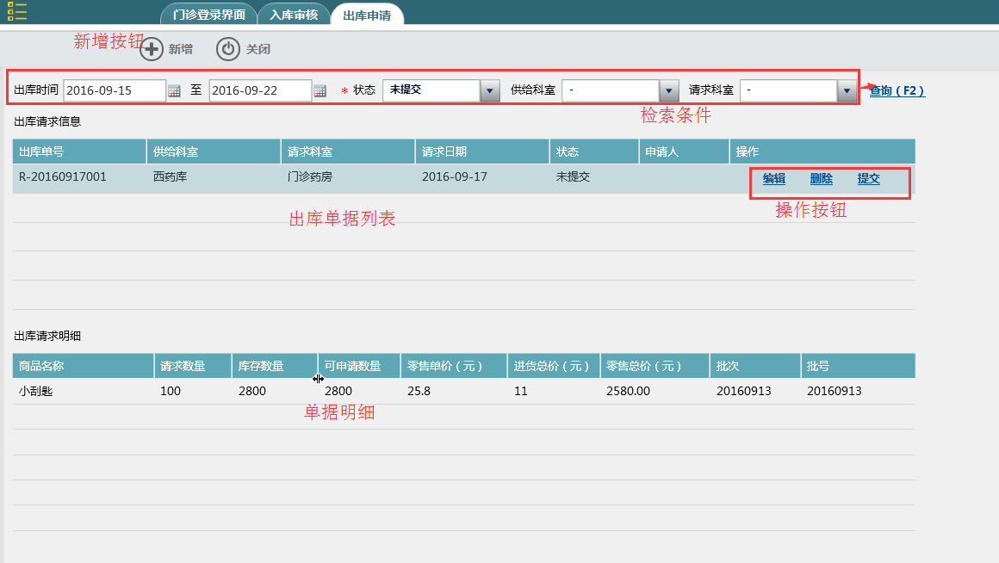 门诊登录界面 入库审核 出库申请
新增按钮 新增 关闭
出库时间 2016-09-15 至 2016-09-22 * 状态 未提交 供给科室 - 请求科室 - 查询（F2）
检索条件
出库请求信息
出库单号 供给科室 请求科室 请求日期 状态 申请人 操作
R-20160917001 西药库 门诊药房 2016-09-17 未提交 编辑 删除 提交
操作按钮
出库单据列表
出库请求明细
商品名称 请求数量 库存数量 可申请数量 零售单价（元） 进货总价（元） 零售总价（元） 批次 批号
小刮匙 100 2800 2800 25.8 11 2580.00 20160913 20160913
单据明细